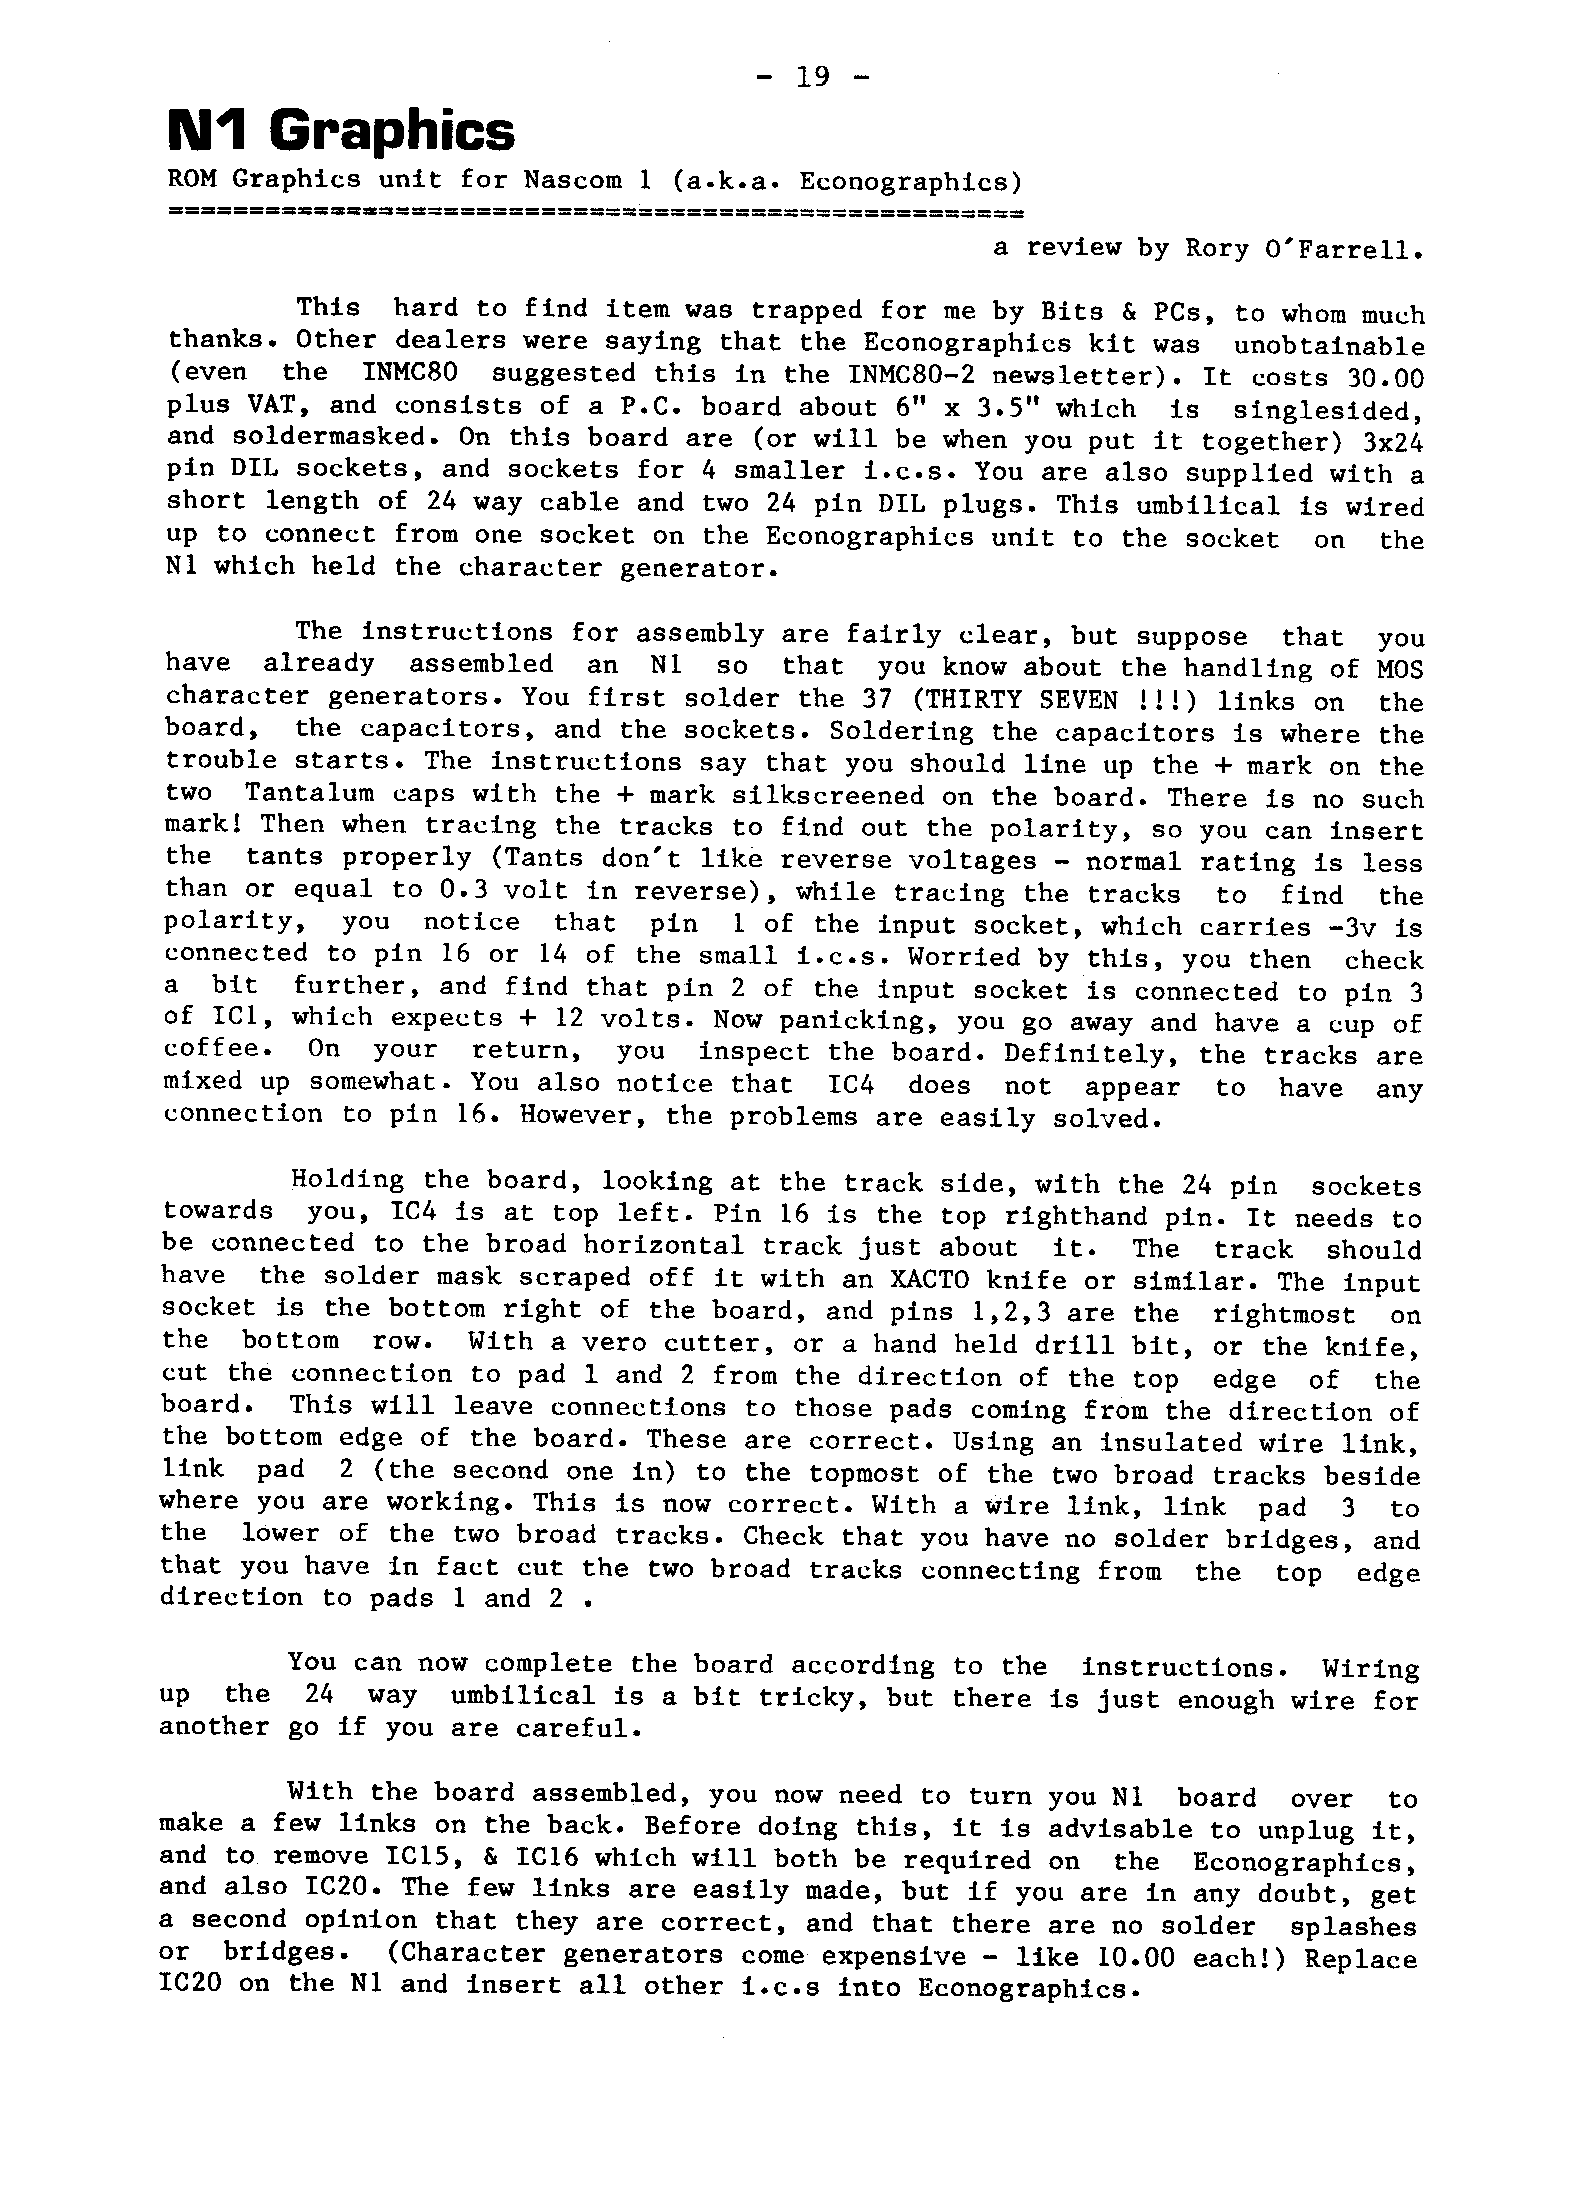 - 19 -
N1 Graphics
ROM Graphics unit for Nascom 1 (a.k.a. Econographics)
=====================================================
a review by Rory O'Farrell.
This hard to find item was trapped for me by Bits & PCs, to whom much
thanks. Other dealers were saying that the Econographics kit was unobtainable
(even the INMC80 suggested this in the INMC80-2 newsletter). It costs 30.00
plus VAT, and consists of a P.C. board about 6" x 3.5" which is singlesided,
and soldermasked. On this board are (or will be when you put it together) 3x24
pin DIL sockets, and sockets for 4 smaller i.c.s. You are also supplied with a
short length of 24 way cable and two 24 pin DIL plugs. This umbilical is wired
up to connect from one socket on the Econographics unit to the socket on the
N1 which held the character generator.
The instructions for assembly are fairly clear, but suppose that you
have already assembled an N1 so that you know about the handling of MOS
character generators. You first solder the 37 (THIRTY SEVEN !!!) links on the
board, the capacitors, and the sockets. Soldering the capacitors is where the
trouble starts. The instructions say that you should line up the + mark on the
two Tantalum caps with the + mark silkscreened on the board. There is no such
mark! Then when tracing the tracks to find out the polarity, so you can insert
the tants properly (Tants don't like reverse voltages - normal rating is less
than or equal to 0.3 volt in reverse), while tracing the tracks to find the
polarity, you notice that pin 1 of the input socket, which carries -3v is
connected to pin 16 or 14 of the small i.c.s. Worried by this, you then check
a bit further, and find that pin 2 of the input socket is connected to pin 3
of IC1, which expects + 12 volts. Now panicking, you go away and have a cup of
coffee. On your return, you inspect the board. Definitely, the tracks are
mixed up somewhat. You also notice that IC4 does not appear to have any
connection to pin 16. However, the problems are easily solved.
Holding the board, looking at the track side, with the 24 pin sockets
towards you, IC4 is at top left. Pin 16 is the top righthand pin. It needs to
be connected to the broad horizontal track just about it. The track should
have the solder mask scraped off it with an XACTO knife or similar. The input
socket is the bottom right of the board, and pins 1,2,3 are the rightmost on
the bottom row. With a vero cutter, or a hand held drill bit, or the knife,
cut the connection to pad 1 and 2 from the direction of the top edge of the
board. This will leave connections to those pads coming from the direction of
the bottom edge of the board. These are correct. Using an insulated wire link,
link pad 2 (the second one in) to the topmost of the two broad tracks beside
where you are working. This is now correct. With a wire link, link pad 3 to
the lower of the two broad tracks. Check that you have no solder bridges, and
that you have in fact cut the two broad tracks connecting from the top edge
direction to pads 1 and 2 .
You can now complete the board according to the instructions. Wiring
up the 24 way umbilical is a bit tricky, but there is just enough wire for
another go if you are careful.
With the board assembled, you now need to turn you N1 board over to
make a few links on the back. Before doing this, it is advisable to unplug it,
and to remove IC15, & IC16 which will both be required on the Econographics,
and also IC20. The few links are easily made, but if you are in any doubt, get
a second opinion that they are correct, and that there are no solder splashes
or bridges. (Character generators come expensive - like 10.00 each!) Replace
IC20 on the N1 and insert all other i.c.s into Econographics.